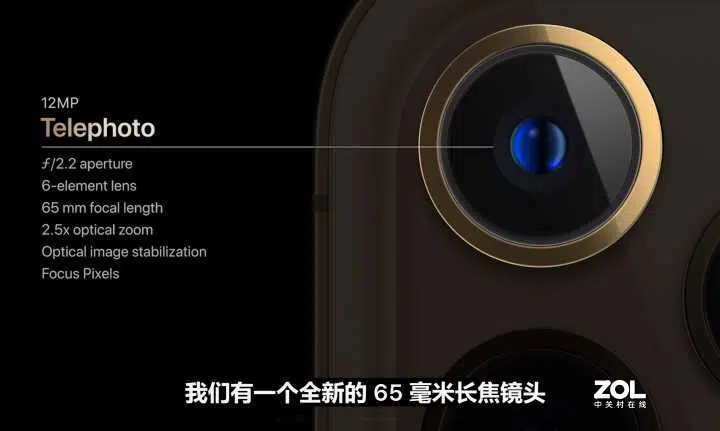 12MP
Telephoto
ƒ/2.2 aperture
6-element lens
65 mm focal length
2.5x optical zoom
Optical image stabilization
Focus Pixels
我们有一个全新的 65 毫米长焦镜头
ZOL
中关村在线